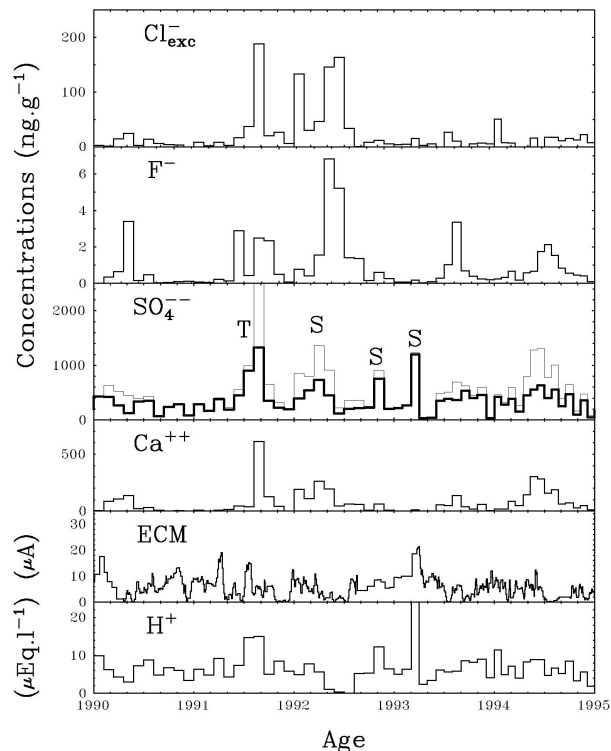 Cl⁻exc
200
100
0
F⁻
6
4
2
0
SO₄⁻⁻
2000
1000
0
T
S
S
S
Ca⁺⁺
500
0
ECM
30
20
10
0
H⁺
20
10
0
1990
1991
1992
1993
1994
1995
Age
Concentrations (ng.g⁻¹)
(μA)
(μEq.l⁻¹)